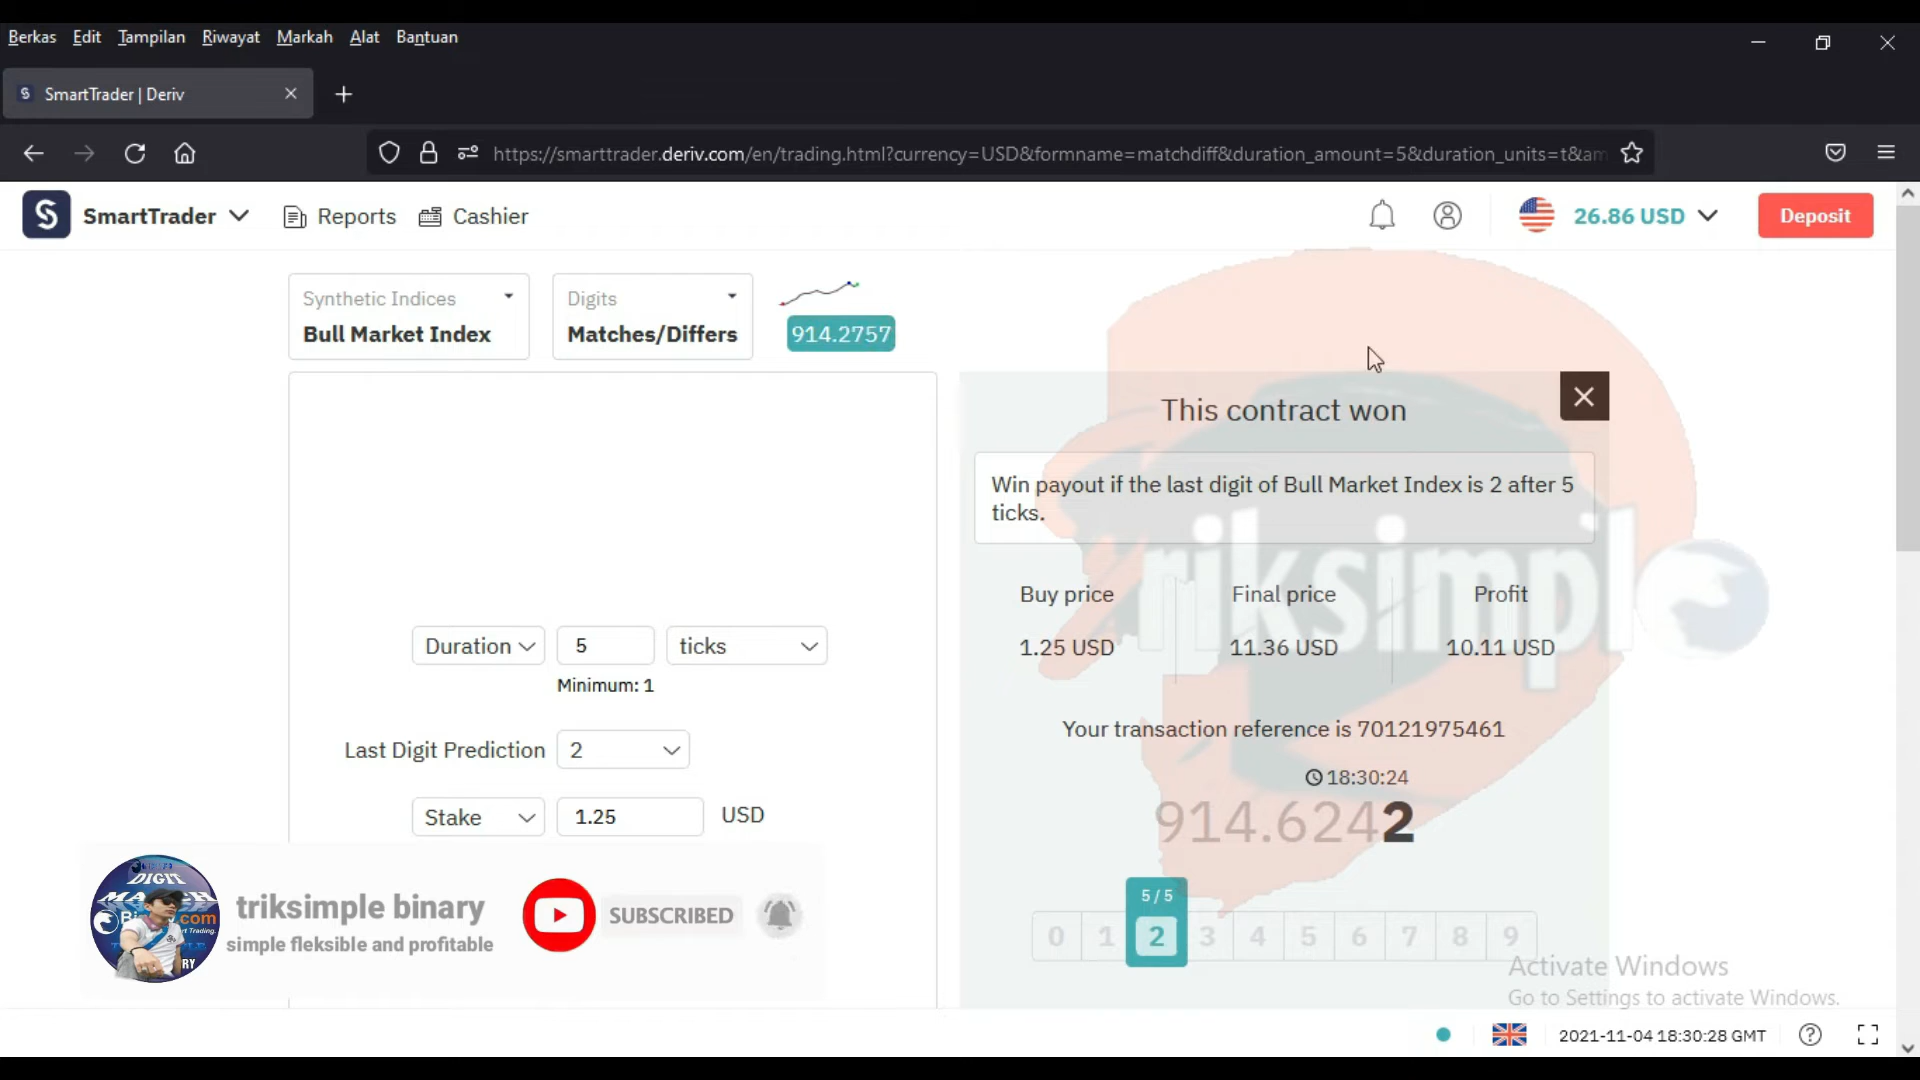 Berkas Edit Tampilan Riwayat Markah Alat Bantuan
SmartTrader | Deriv
https://smarttrader.deriv.com/en/trading.html?currency=USD&formname=matchdiff&duration_amount=5&duration_units=t&am
SmartTrader Reports Cashier 26.86 USD Deposit
Synthetic Indices
Bull Market Index
Digits
Matches/Differs
914.2757
This contract won
Win payout if the last digit of Bull Market Index is 2 after 5
ticks.
riksimpl
Buy price Final price Profit
1.25 USD 11.36 USD 10.11 USD
Your transaction reference is 70121975461
18:30:24
914.6242
5 / 5
0 1 2 3 4 5 6 7 8 9
Duration 5 ticks
Minimum: 1
Last Digit Prediction 2
Stake 1.25 USD
DIGIT
triksimple binary
simple fleksible and profitable
SUBSCRIBED
Activate Windows
Go to Settings to activate Windows.
2021-11-04 18:30:28 GMT